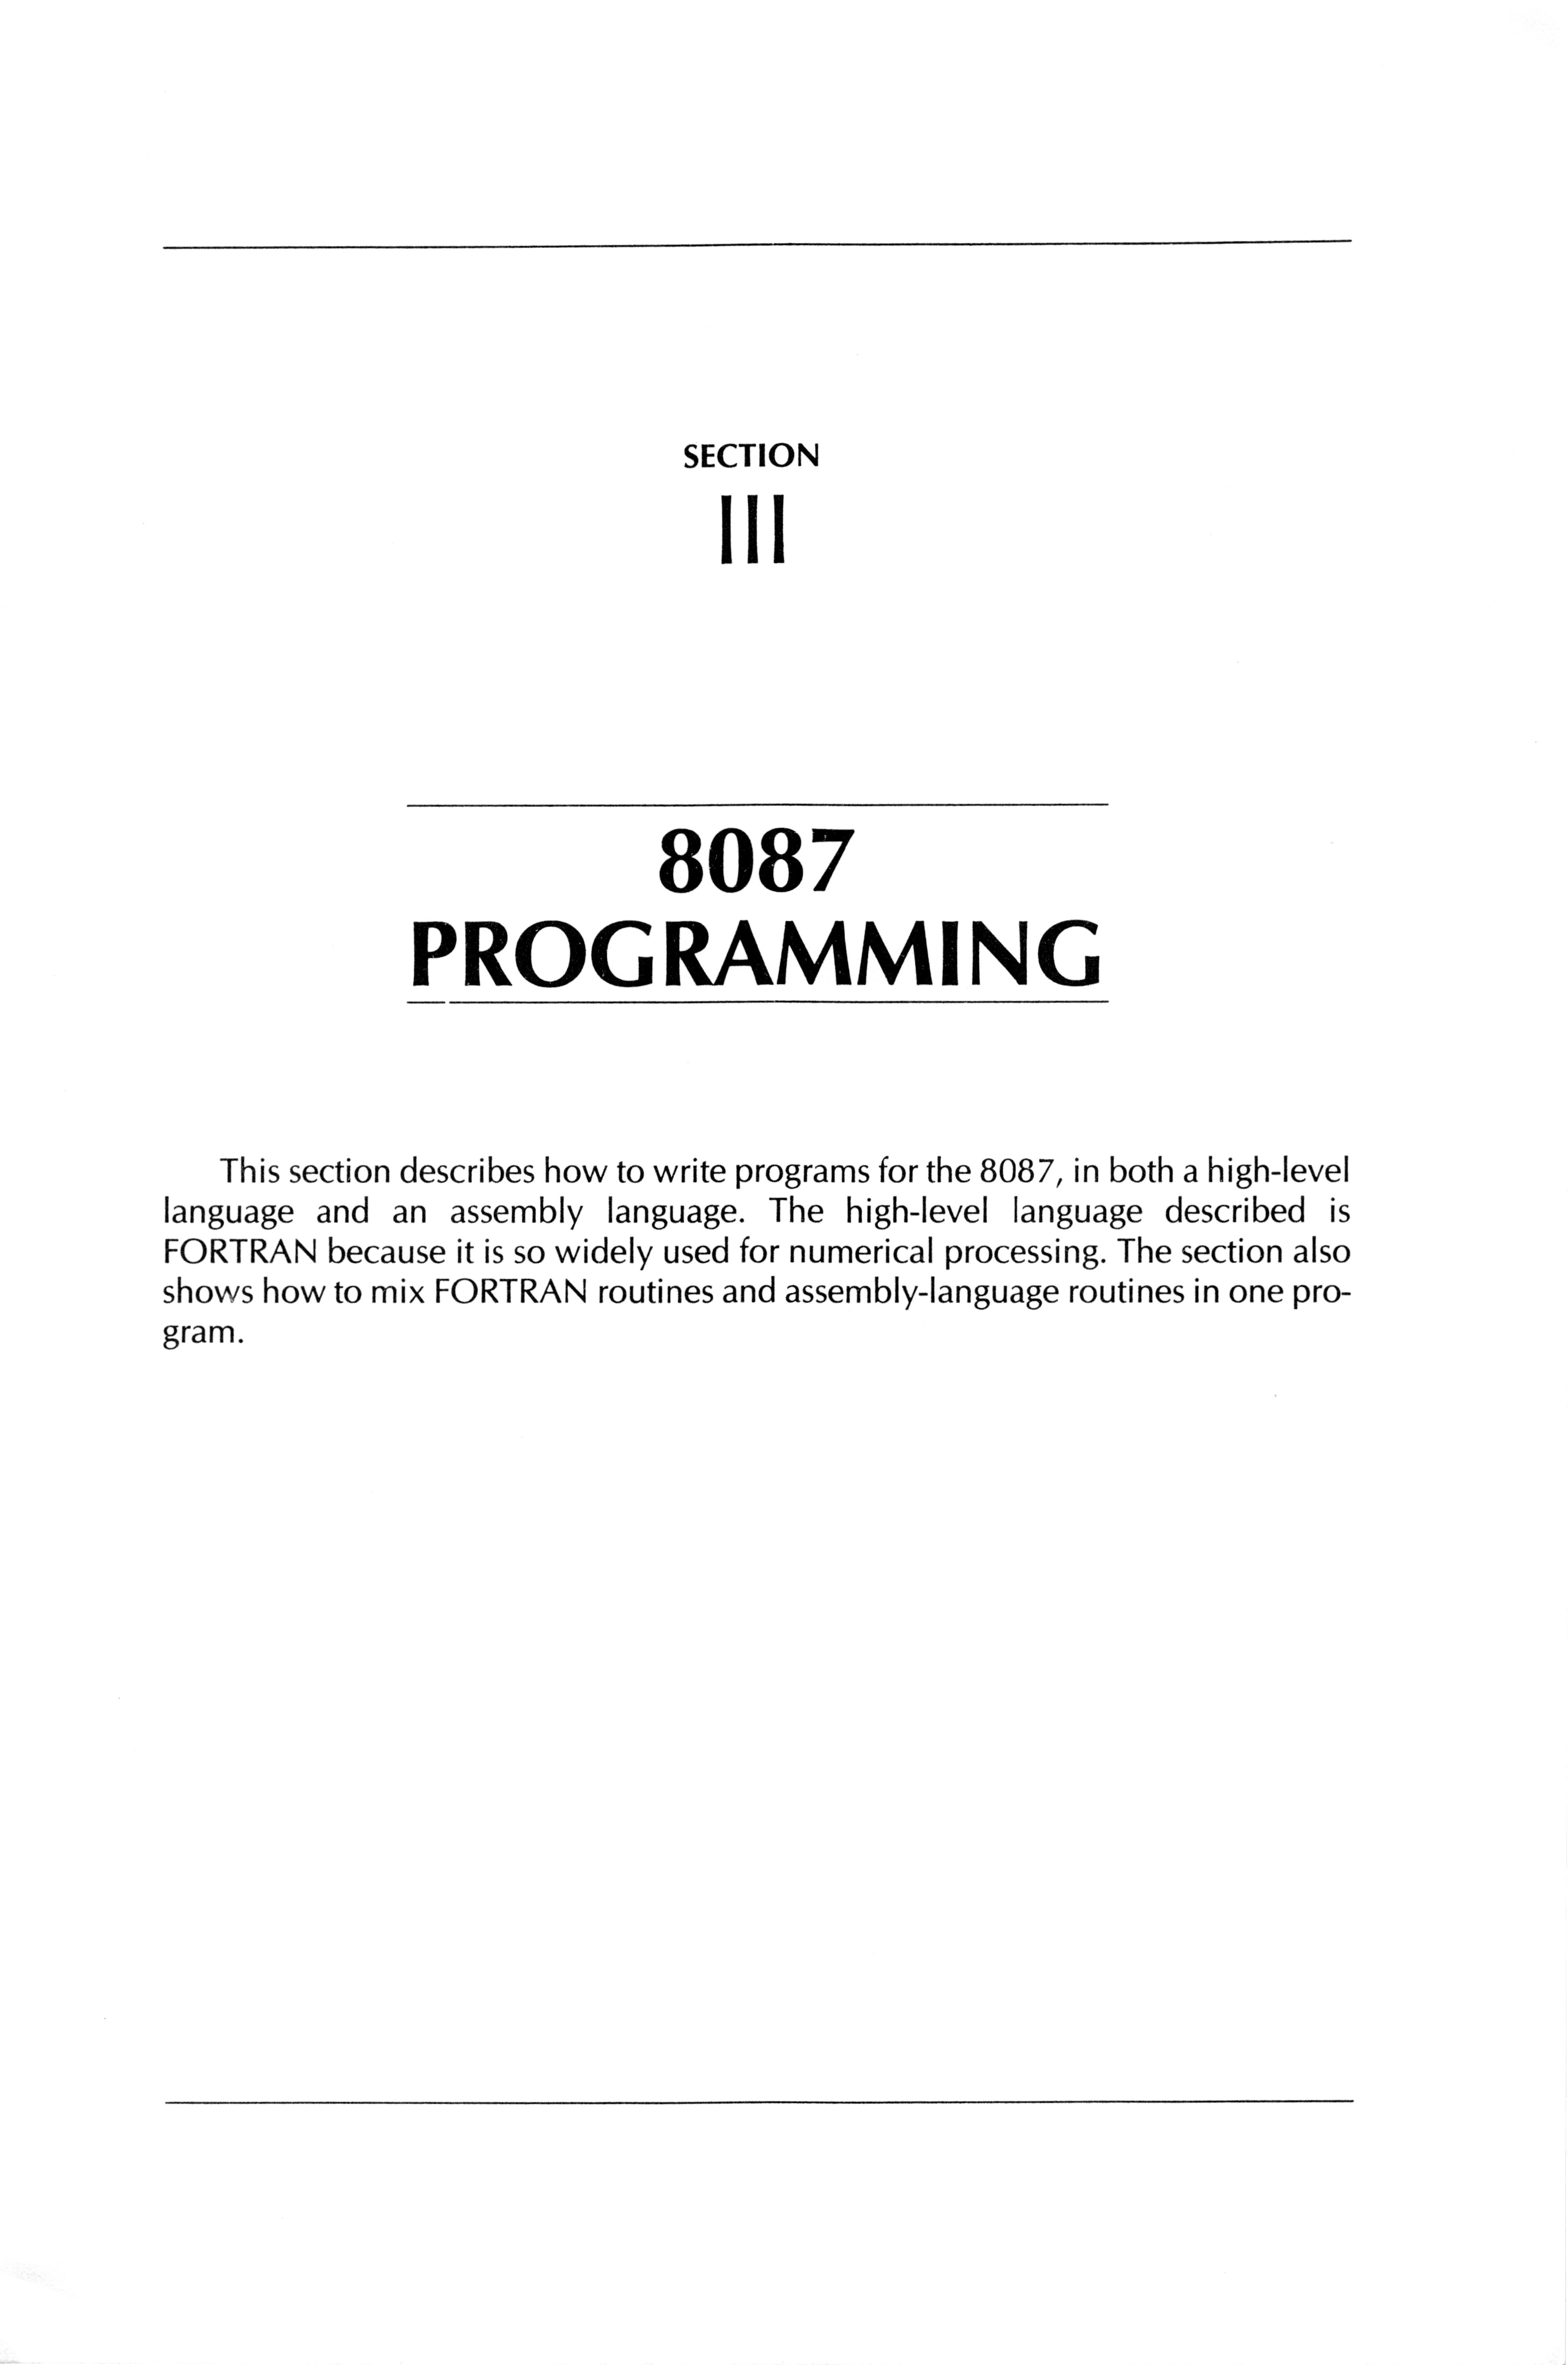 SECTION
III
8087
PROGRAMMING
This section describes how to write programs for the 8087, in both a high-level
language and an assembly language. The high-level language described is
FORTRAN because it is so widely used for numerical processing. The section also
shows how to mix FORTRAN routines and assembly-language routines in one pro-
gram.